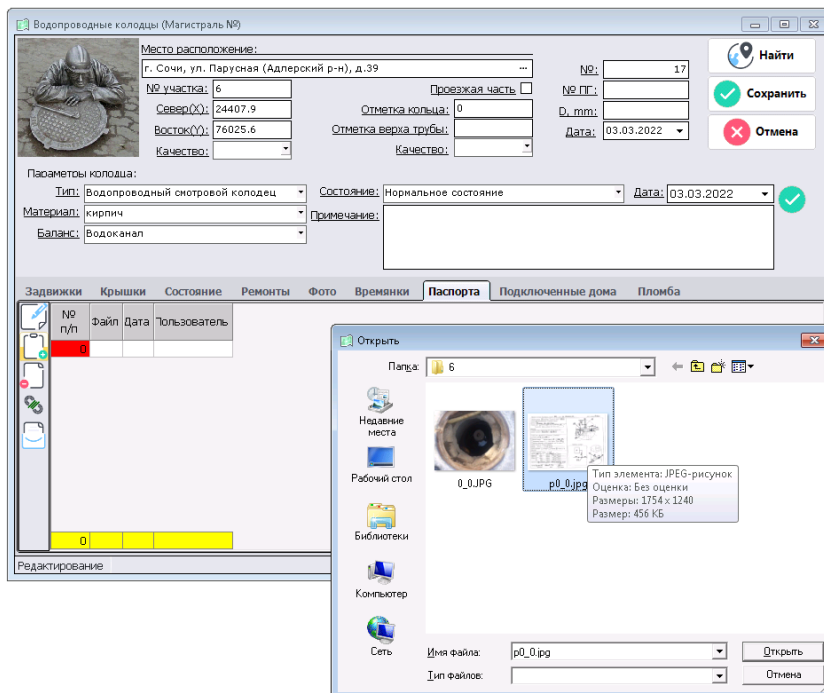 Водопроводные колодцы (Магистраль №)
Место расположение:
г. Сочи, ул. Парусная (Адлерский р-н), д.39 ...
№: 17
Найти
№ участка: 6
Проезжая часть
№ ПГ:
Север(X): 24407.9
Отметка кольца: 0
D, mm:
Сохранить
Восток(Y): 76025.6
Отметка верха трубы:
Дата: 03.03.2022
Отмена
Качество:
Качество:
Параметры колодца:
Тип: Водопроводный смотровой колодец
Состояние: Нормальное состояние
Дата: 03.03.2022
Материал: кирпич
Примечание:
Баланс: Водоканал
Задвижки Крышки Состояние Ремонты Фото Времянки Паспорта Подключенные дома Пломба
№ п/п Файл Дата Пользователь
0
0
Редактирование
Открыть
Папка: 6
Недавние места
Рабочий стол
Библиотеки
Компьютер
Сеть
0_0.JPG
p0_0.jpg
Тип элемента: JPEG-рисунок
Оценка: Без оценки
Размеры: 1754 x 1240
Размер: 456 КБ
Имя файла: p0_0.jpg
Открыть
Тип файлов:
Отмена